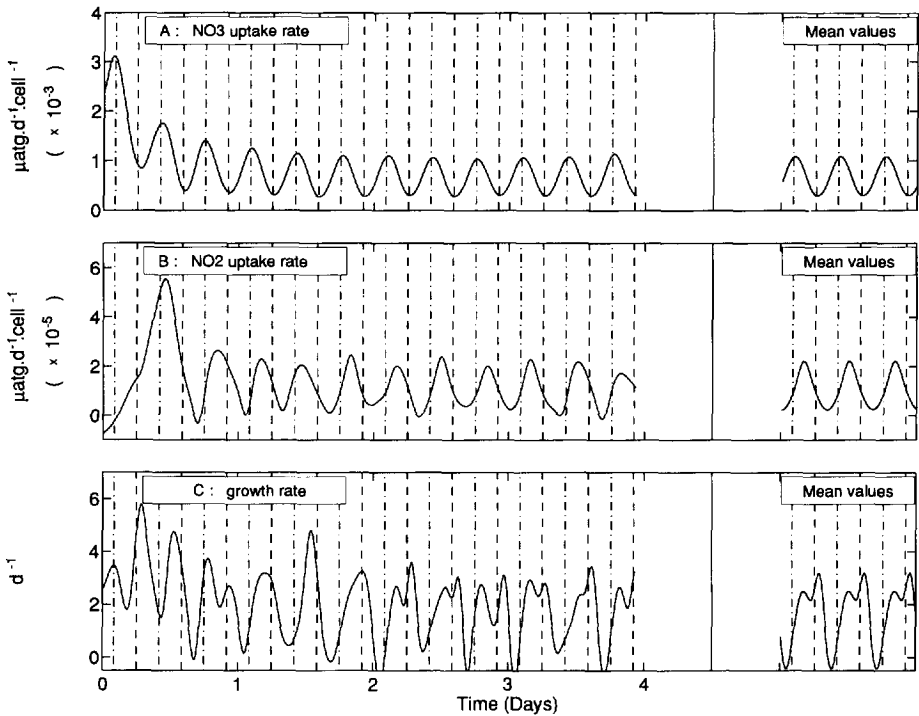 A : NO3 uptake rate
Mean values
µatg.d⁻¹.cell⁻¹
( × 10⁻³ )
4
3
2
1
0
B : NO2 uptake rate
Mean values
µatg.d⁻¹.cell⁻¹
( × 10⁻⁵ )
6
4
2
0
C : growth rate
Mean values
d⁻¹
6
4
2
0
0 1 2 3 4
Time (Days)